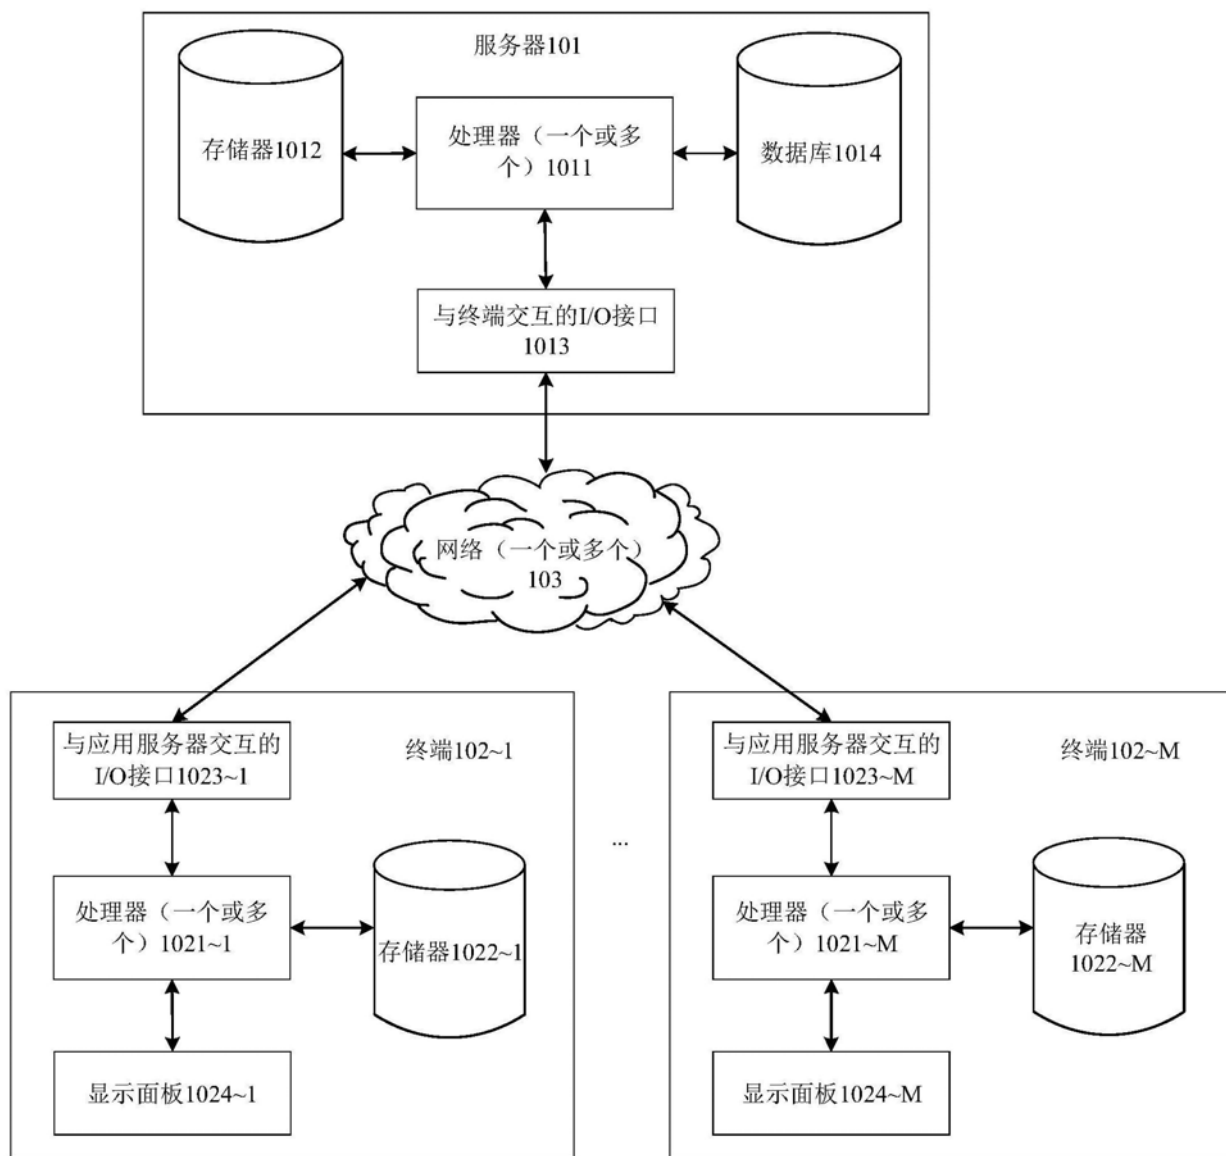 服务器101
存储器1012
处理器（一个或多
个）1011
数据库1014
与终端交互的I/O接口
1013
网络（一个或多个）
103
与应用服务器交互的
I/O接口1023~1
终端102~1
处理器（一个或多
个）1021~1
存储器1022~1
显示面板1024~1
...
与应用服务器交互的
I/O接口1023~M
终端102~M
处理器（一个或多
个）1021~M
存储器
1022~M
显示面板1024~M